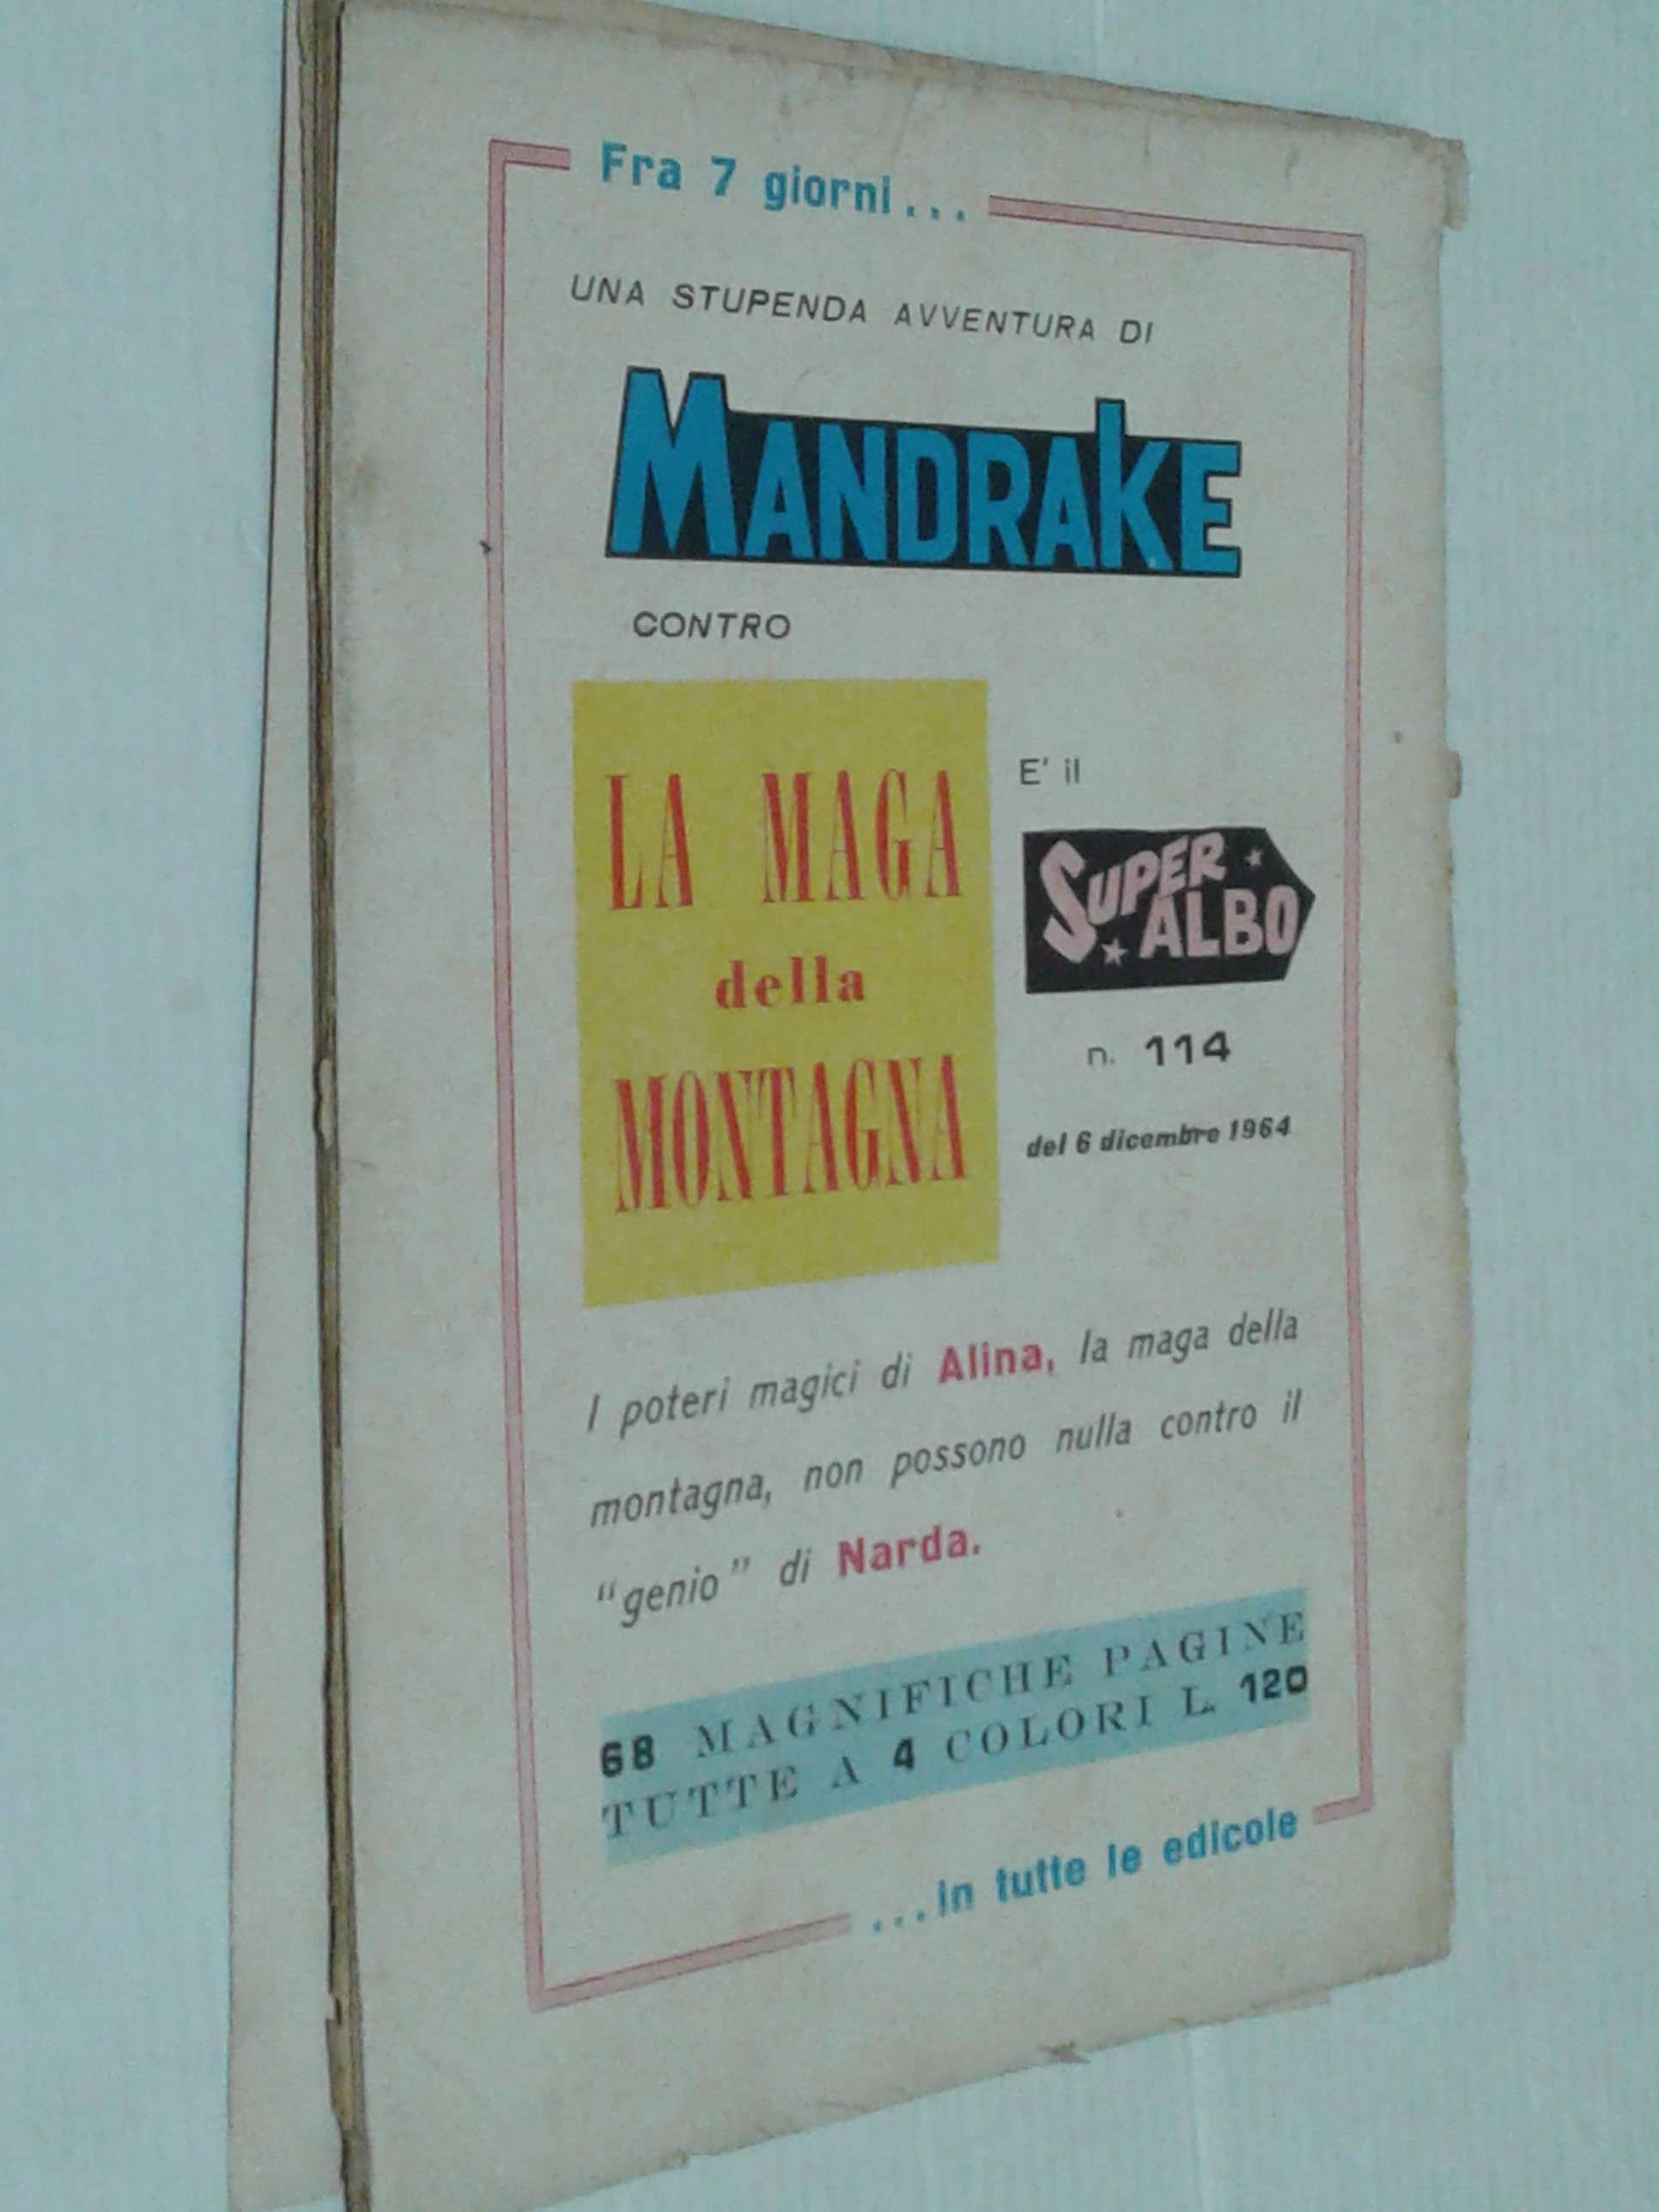 Fra 7 giorni...
UNA STUPENDA AVVENTURA DI
MANDRAKE
CONTRO
LA MAGA
della
MONTAGNA
E' il
SUPER
ALBO
n. 114
del 6 dicembre 1964
I poteri magici di Alina, la maga della
montagna, non possono nulla contro il
"genio" di Narda.
68 MAGNIFICHE PAGINE
TUTTE A 4 COLORI L. 120
...in tutte le edicole